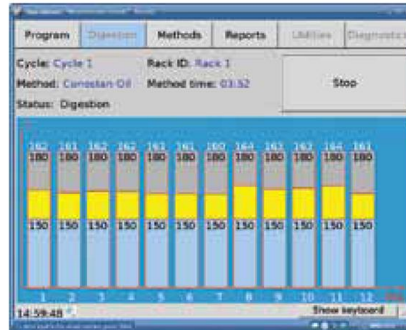 Program Digestion Methods Reports Utilities Diagnostics
Cycle: Cycle 1 Rack ID: Rack 1
Method: Conostan Oil Method time: 03:52 Stop
Status: Digestion
162 161 162 162 161 161 160 164 163 163 164 161
180 180 180 180 180 180 180 180 180 180 180 180
150 150 150 150 150 150 150 150 150 150 150 150
1 2 3 4 5 6 7 8 9 10 11 12
14:59:48 Show keyboard